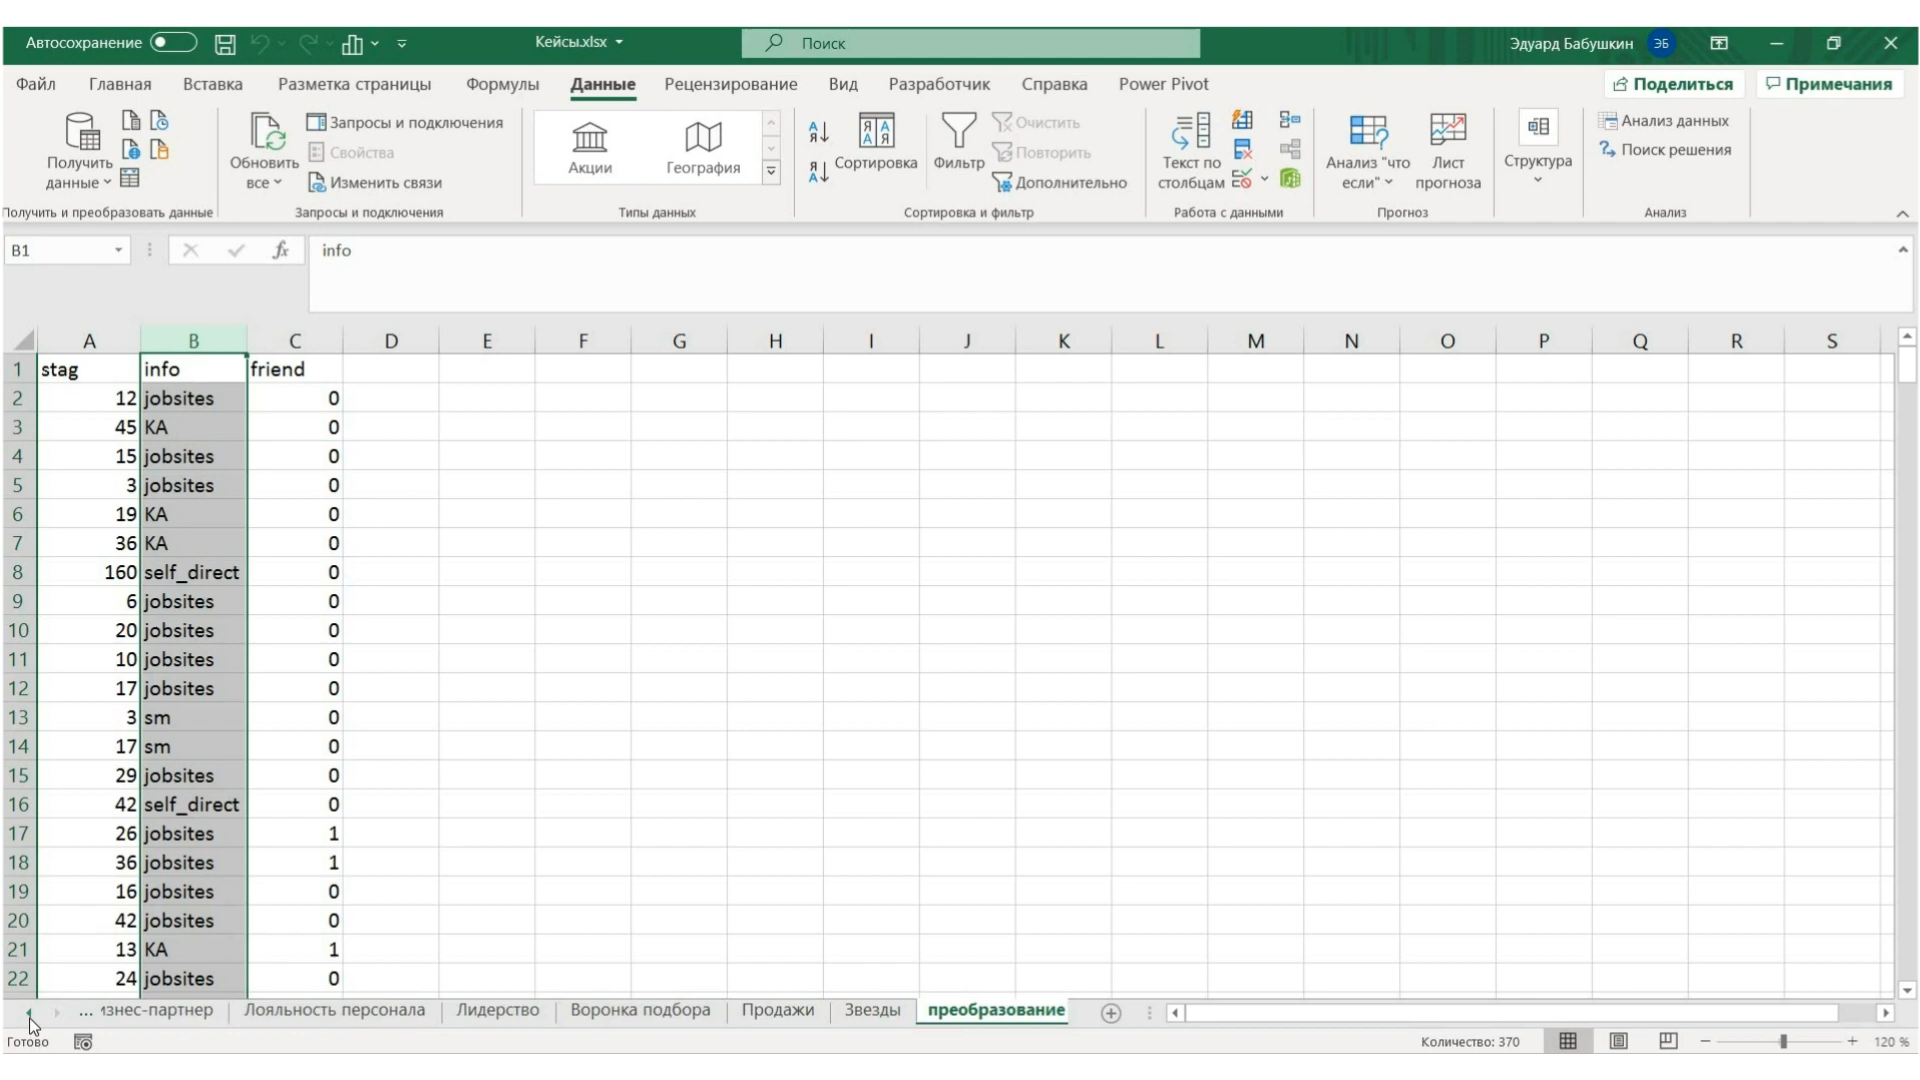 Автосохранение Кейсы.xlsx Поиск Эдуард Бабушкин ЭБ
Файл Главная Вставка Разметка страницы Формулы Данные Рецензирование Вид Разработчик Справка Power Pivot Поделиться Примечания
Получить данные
Обновить все
Запросы и подключения
Свойства
Изменить связи
Акции
География
Сортировка
Фильтр
Очистить
Повторить
Дополнительно
Текст по столбцам
Анализ "что если"
Лист прогноза
Структура
Анализ данных
Поиск решения
Получить и преобразовать данные Запросы и подключения Типы данных Сортировка и фильтр Работа с данными Прогноз Анализ
B1 fx info
A B C D E F G H I J K L M N O P Q R S
1 stag info friend
2 12 jobsites 0
3 45 KA 0
4 15 jobsites 0
5 3 jobsites 0
6 19 KA 0
7 36 KA 0
8 160 self_direct 0
9 6 jobsites 0
10 20 jobsites 0
11 10 jobsites 0
12 17 jobsites 0
13 3 sm 0
14 17 sm 0
15 29 jobsites 0
16 42 self_direct 0
17 26 jobsites 1
18 36 jobsites 1
19 16 jobsites 0
20 42 jobsites 0
21 13 KA 1
22 24 jobsites 0
... изнес-партнер Лояльность персонала Лидерство Воронка подбора Продажи Звезды преобразование
Готово Количество: 370 120 %